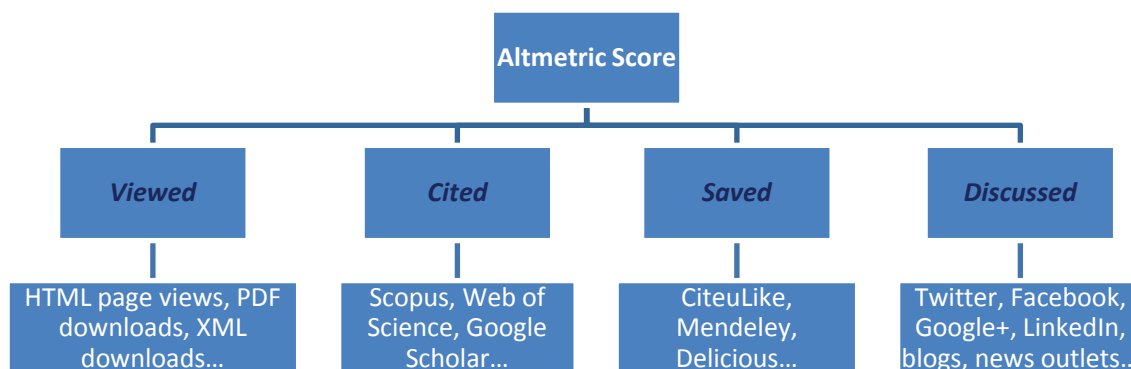 Altmetric Score
Viewed
Cited
Saved
Discussed
HTML page views, PDF
downloads, XML
downloads…
Scopus, Web of
Science, Google
Scholar…
CiteuLike,
Mendeley,
Delicious…
Twitter, Facebook,
Google+, LinkedIn,
blogs, news outlets…